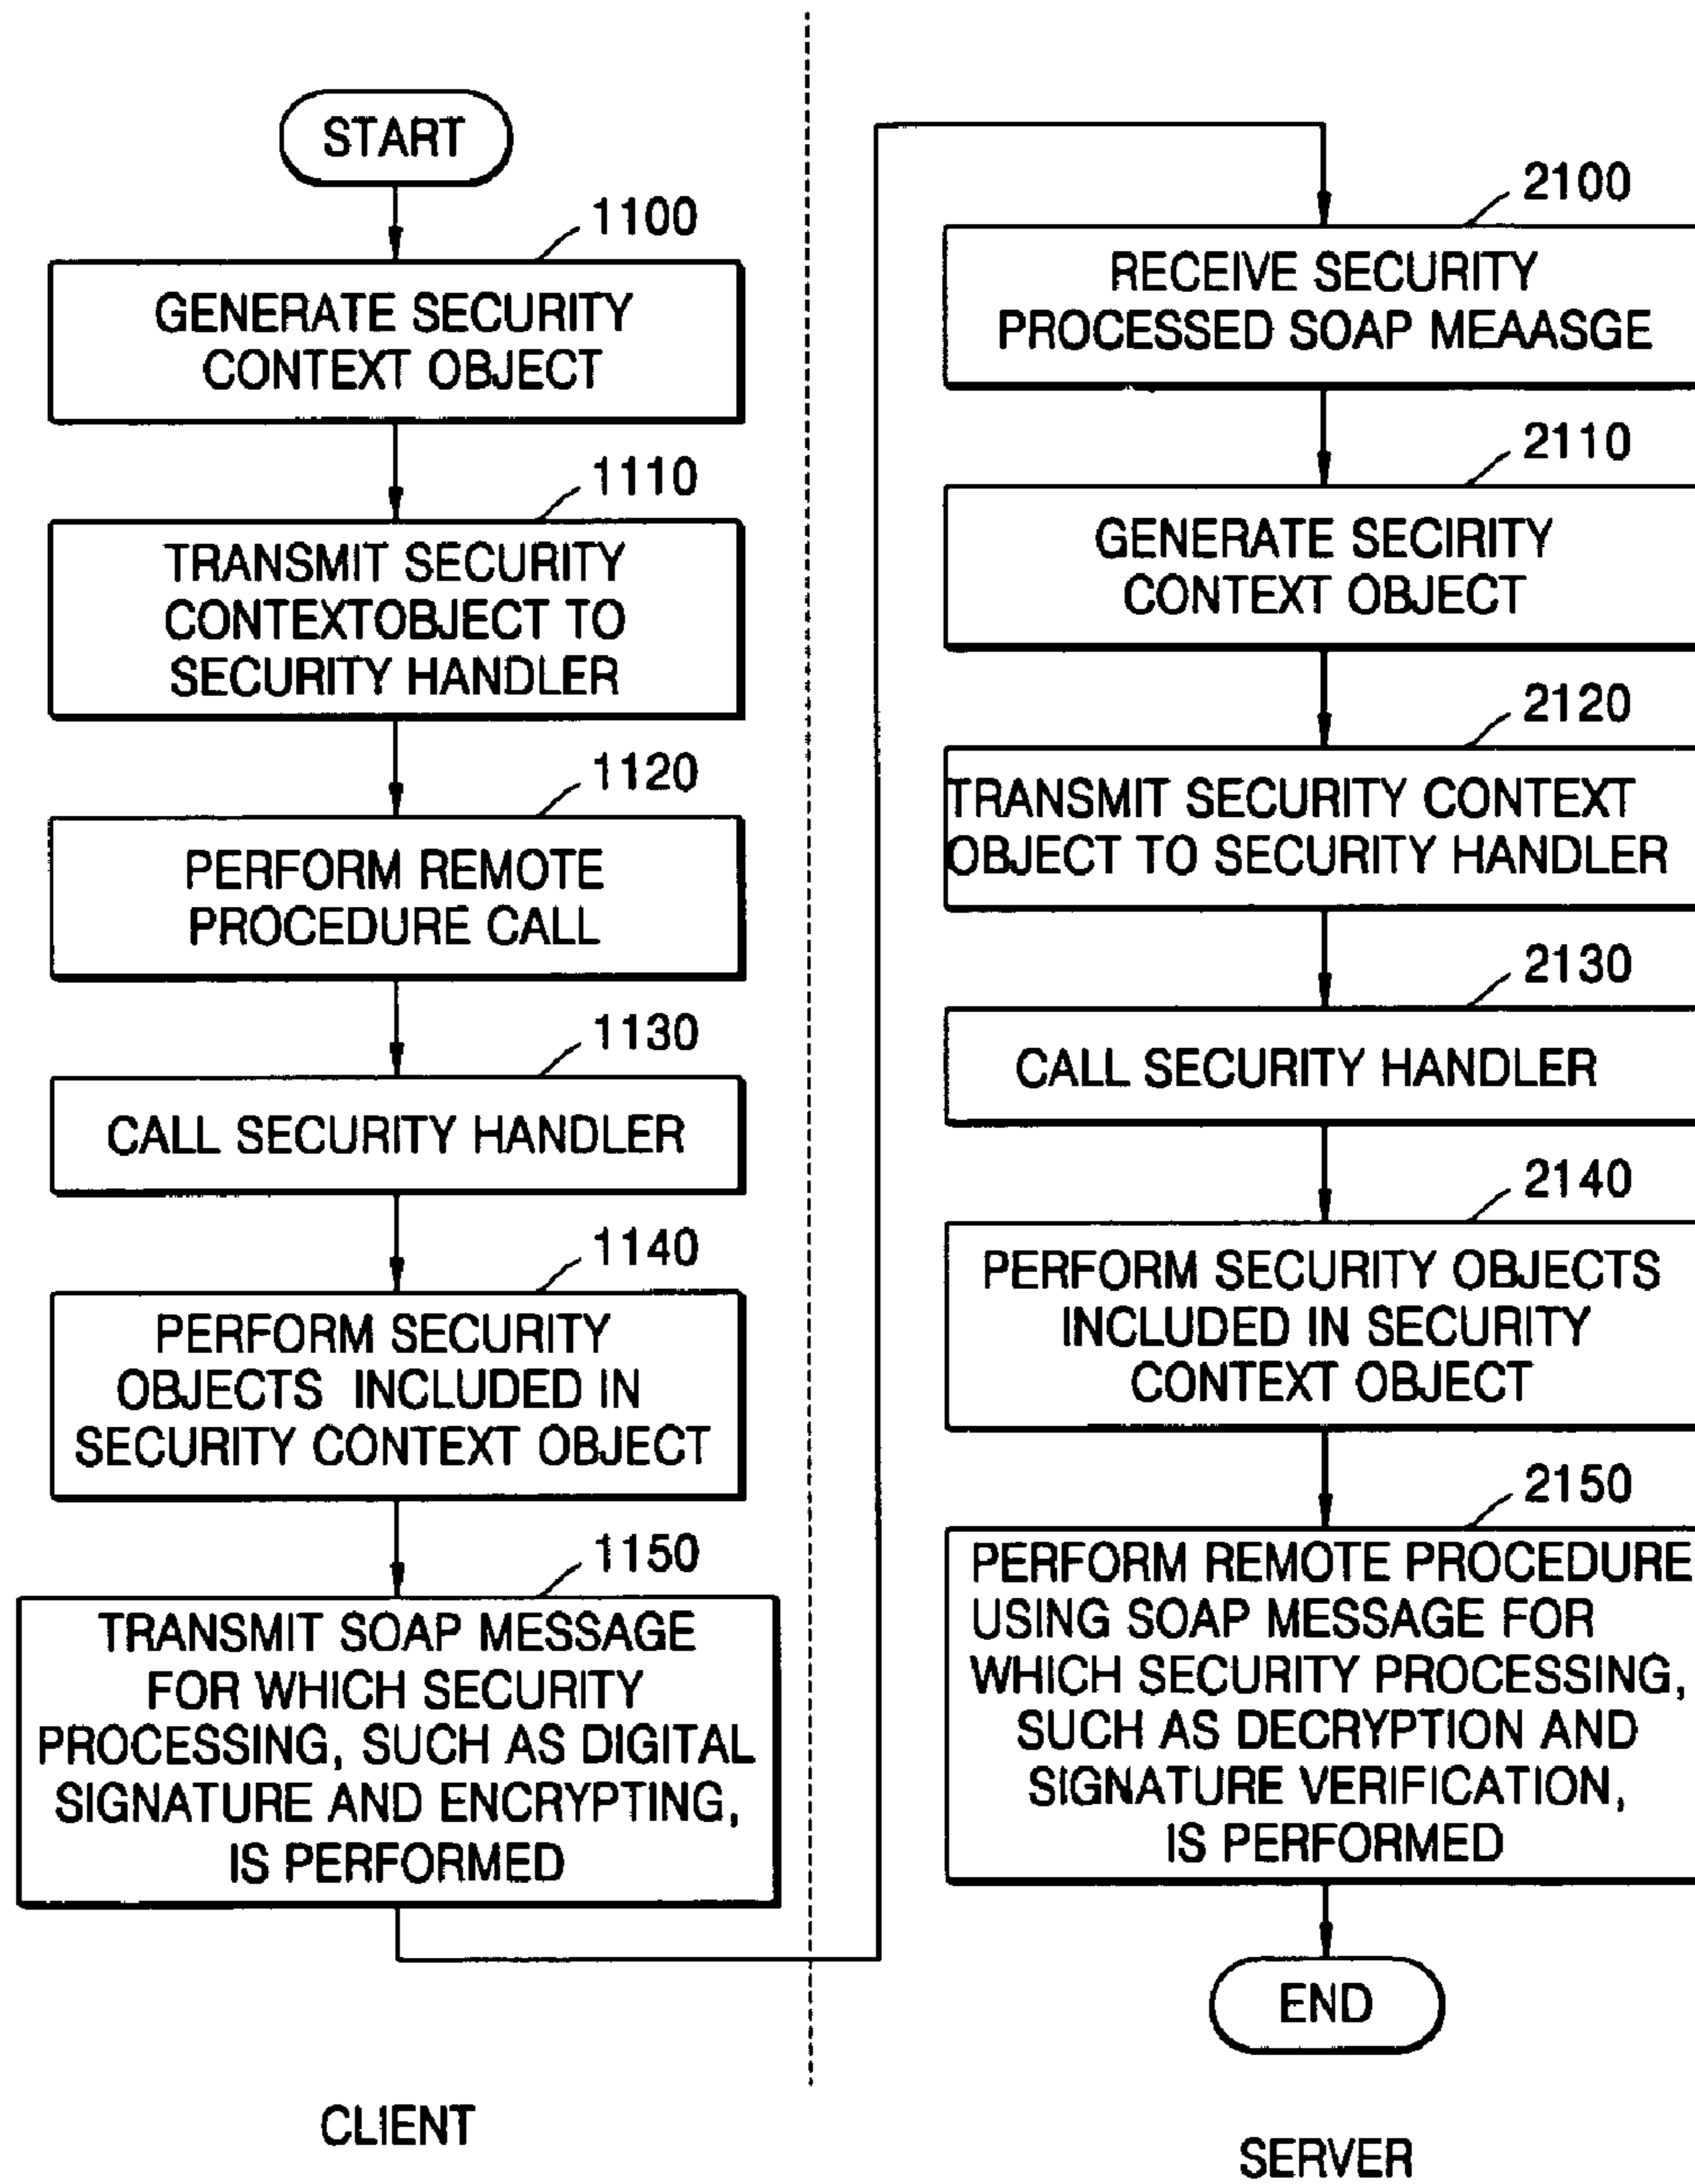 START
1100
GENERATE SECURITY
CONTEXT OBJECT
1110
TRANSMIT SECURITY
CONTEXTOBJECT TO
SECURITY HANDLER
1120
PERFORM REMOTE
PROCEDURE CALL
1130
CALL SECURITY HANDLER
1140
PERFORM SECURITY
OBJECTS INCLUDED IN
SECURITY CONTEXT OBJECT
1150
TRANSMIT SOAP MESSAGE
FOR WHICH SECURITY
PROCESSING, SUCH AS DIGITAL
SIGNATURE AND ENCRYPTING,
IS PERFORMED
CLIENT
2100
RECEIVE SECURITY
PROCESSED SOAP MEAASGE
2110
GENERATE SECIRITY
CONTEXT OBJECT
2120
TRANSMIT SECURITY CONTEXT
OBJECT TO SECURITY HANDLER
2130
CALL SECURITY HANDLER
2140
PERFORM SECURITY OBJECTS
INCLUDED IN SECURITY
CONTEXT OBJECT
2150
PERFORM REMOTE PROCEDURE
USING SOAP MESSAGE FOR
WHICH SECURITY PROCESSING,
SUCH AS DECRYPTION AND
SIGNATURE VERIFICATION,
IS PERFORMED
END
SERVER